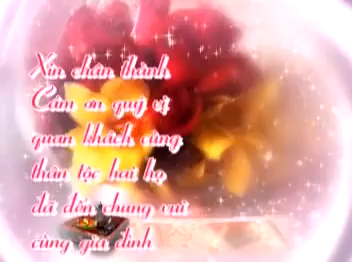 Xin chân thành
Cám ơn quý vị
quan khách cùng
thân tộc hai họ
đã đến chung vui
cùng gia đình